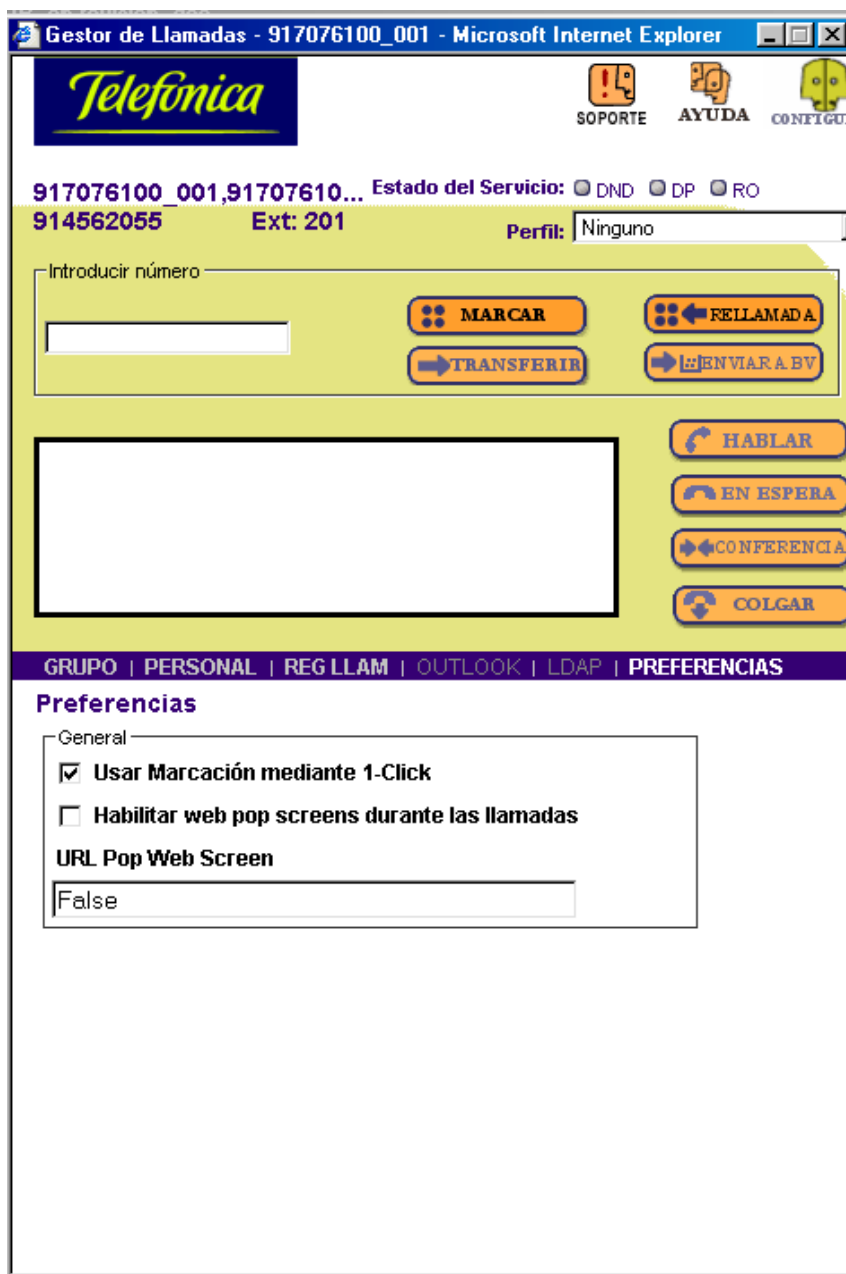 Gestor de Llamadas - 917076100_001 - Microsoft Internet Explorer
Telefónica
SOPORTE
AYUDA
917076100_001,91707610...
Estado del Servicio: DND DP RO
914562055 Ext: 201
Perfil: Ninguno
Introducir número
MARCAR
RELLAMADA
TRANSFERIR
ENVIAR A BV
HABLAR
EN ESPERA
CONFERENCIA
COLGAR
GRUPO | PERSONAL | REG LLAM | OUTLOOK | LDAP | PREFERENCIAS
Preferencias
General
Usar Marcación mediante 1-Click
Habilitar web pop screens durante las llamadas
URL Pop Web Screen
False